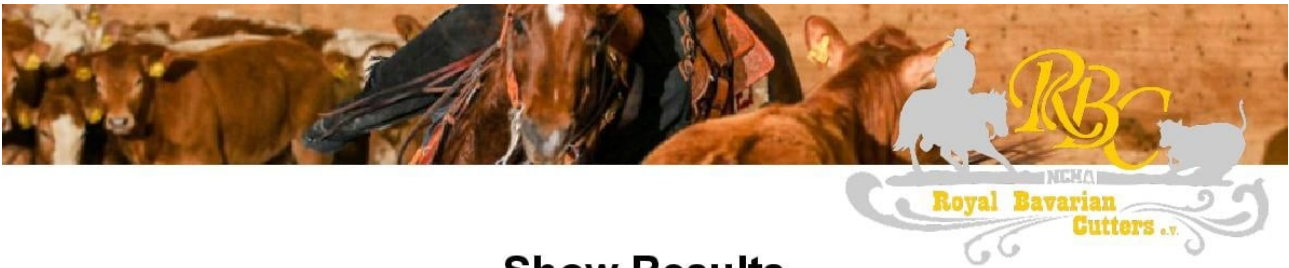 RBC
NCHA
Royal Bavarian
Cutters e.V.
Show Results